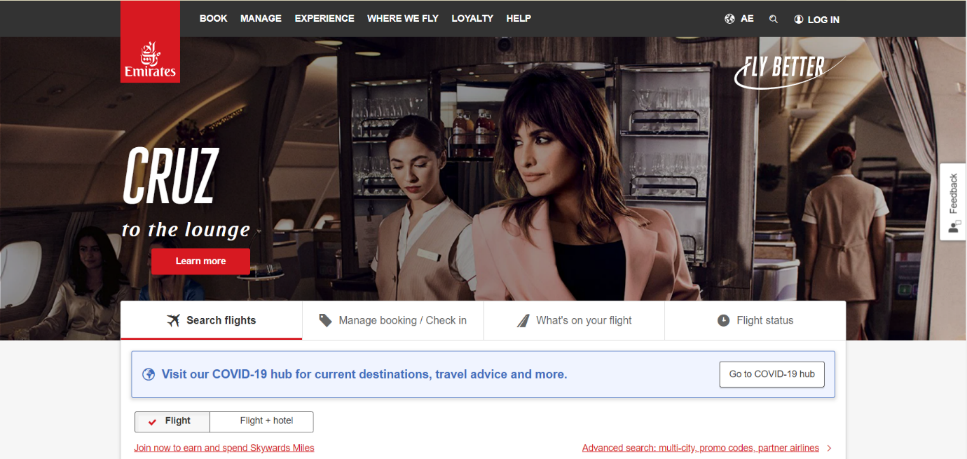 BOOK MANAGE EXPERIENCE WHERE WE FLY LOYALTY HELP AE LOG IN
Emirates
FLY BETTER
CRUZ
to the lounge
Learn more
Feedback
Search flights Manage booking / Check in What's on your flight Flight status
Visit our COVID-19 hub for current destinations, travel advice and more. Go to COVID-19 hub
Flight Flight + hotel
Join now to earn and spend Skywards Miles Advanced search: multi-city, promo codes, partner airlines